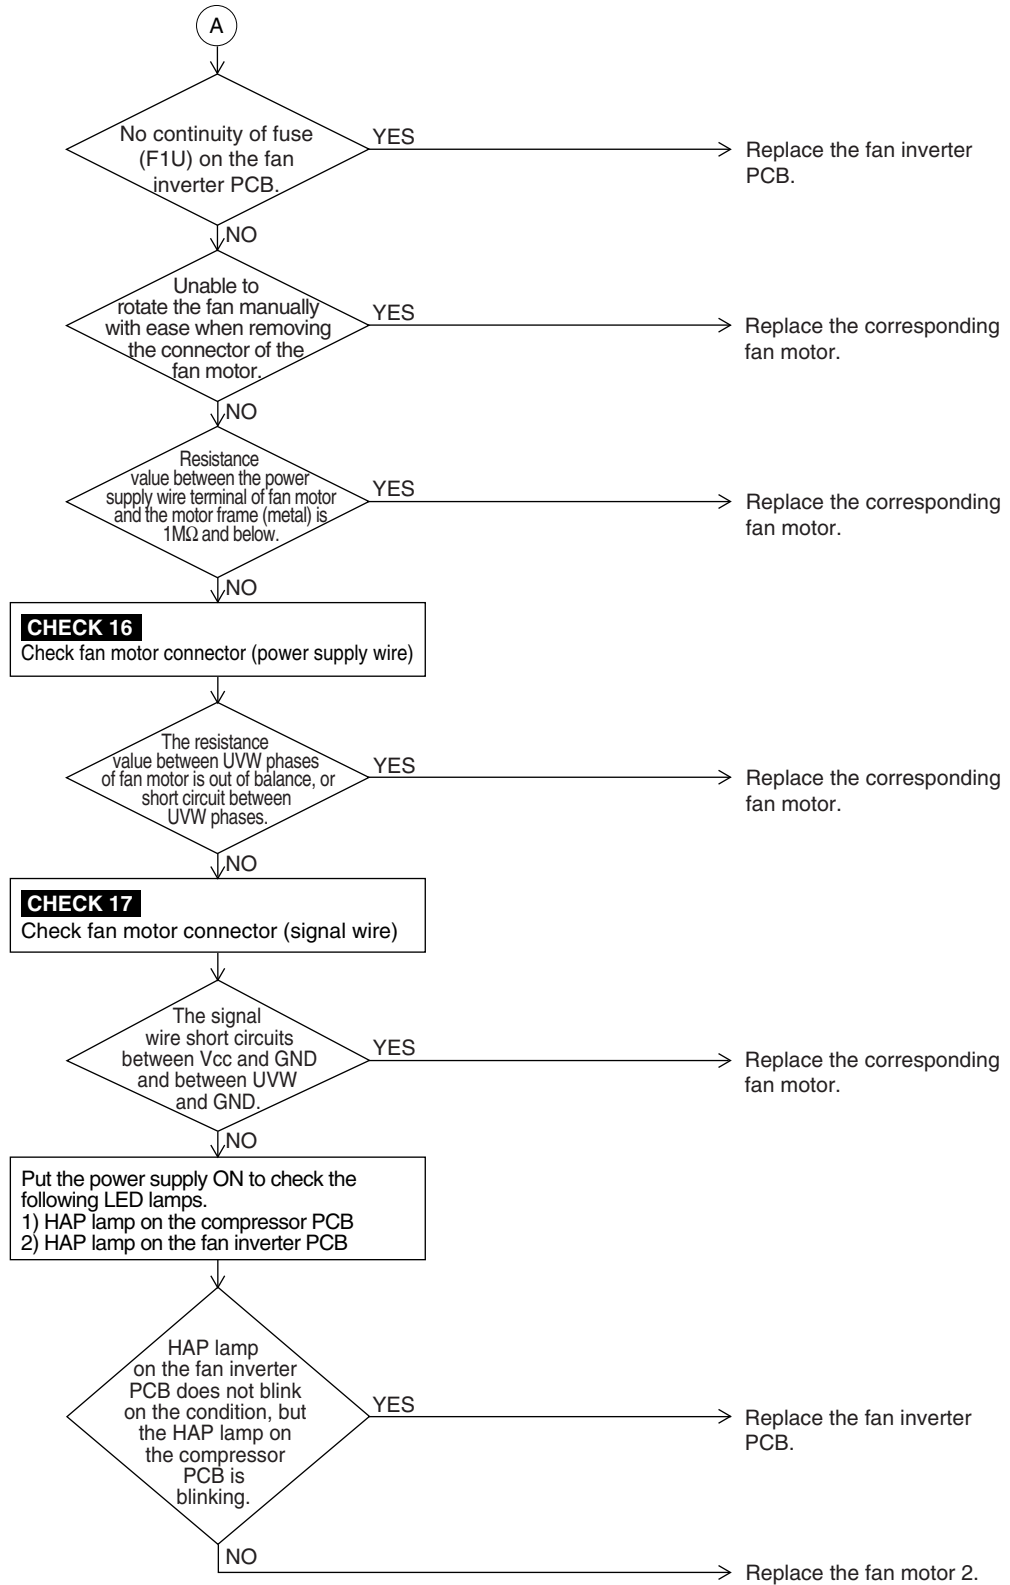 A
No continuity of fuse
(F1U) on the fan
inverter PCB.
YES
Replace the fan inverter
PCB.
NO
Unable to
rotate the fan manually
with ease when removing
the connector of the
fan motor.
YES
Replace the corresponding
fan motor.
NO
Resistance
value between the power
supply wire terminal of fan motor
and the motor frame (metal) is
1MΩ and below.
YES
Replace the corresponding
fan motor.
NO
CHECK 16
Check fan motor connector (power supply wire)
The resistance
value between UVW phases
of fan motor is out of balance, or
short circuit between
UVW phases.
YES
Replace the corresponding
fan motor.
NO
CHECK 17
Check fan motor connector (signal wire)
The signal
wire short circuits
between Vcc and GND
and between UVW
and GND.
YES
Replace the corresponding
fan motor.
NO
Put the power supply ON to check the
following LED lamps.
1) HAP lamp on the compressor PCB
2) HAP lamp on the fan inverter PCB
HAP lamp
on the fan inverter
PCB does not blink
on the condition, but
the HAP lamp on
the compressor
PCB is
blinking.
YES
Replace the fan inverter
PCB.
NO
Replace the fan motor 2.